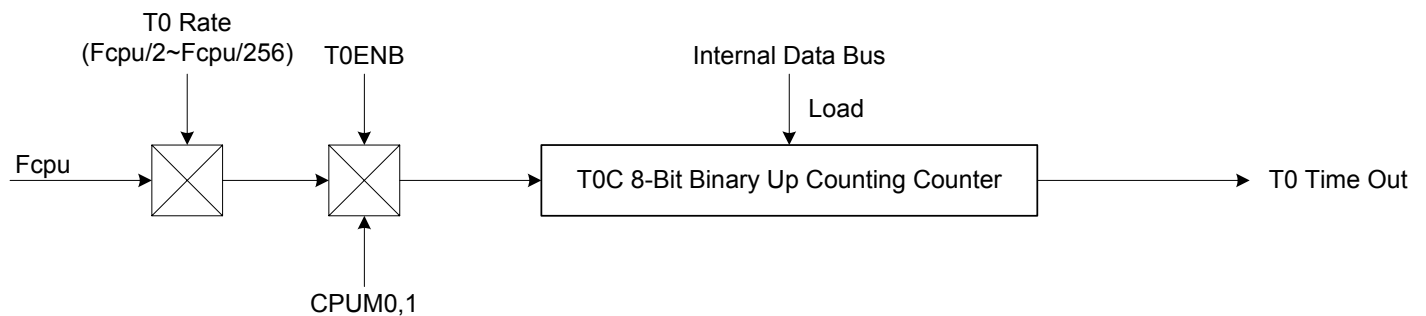 T0 Rate
(Fcpu/2~Fcpu/256)
T0ENB
Internal Data Bus
Load
Fcpu
T0C 8-Bit Binary Up Counting Counter
T0 Time Out
CPUM0,1